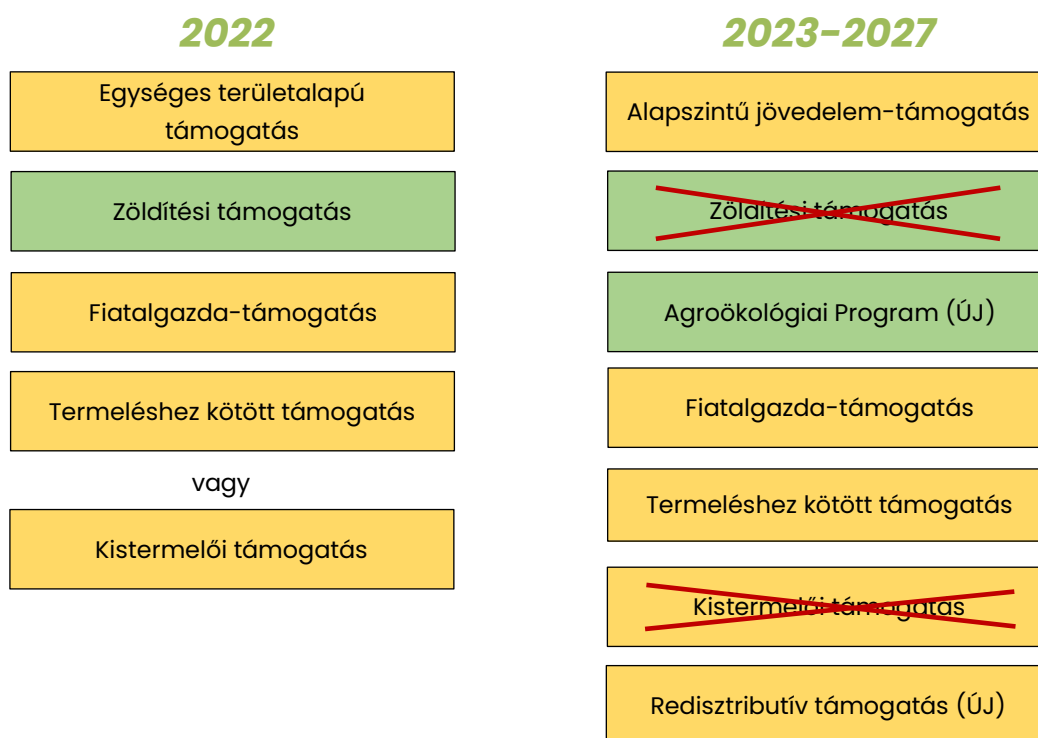 2022
Egységes területalapú
támogatás
Zöldítési támogatás
Fiatalgazda-támogatás
Termeléshez kötött támogatás
vagy
Kistermelői támogatás
2023-2027
Alapszintű jövedelem-támogatás
Zöldítési támogatás
Agroökológiai Program (ÚJ)
Fiatalgazda-támogatás
Termeléshez kötött támogatás
Kistermelői támogatás
Redisztributív támogatás (ÚJ)